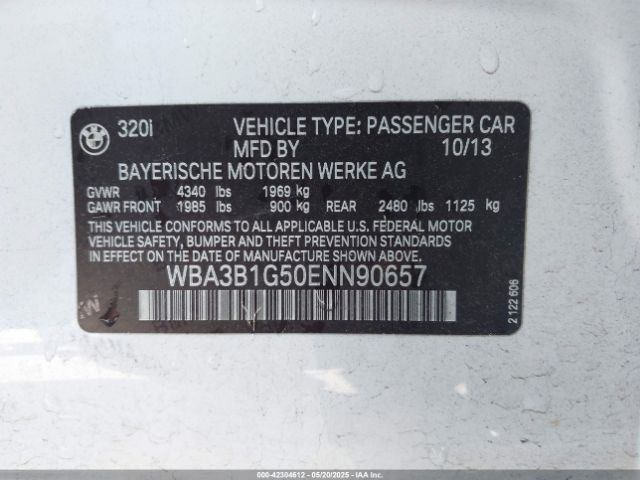 320i VEHICLE TYPE: PASSENGER CAR
MFD BY 10/13
BAYERISCHE MOTOREN WERKE AG
GVWR 4340 lbs 1969 kg
GAWR FRONT 1985 lbs 900 kg REAR 2480 lbs 1125 kg
THIS VEHICLE CONFORMS TO ALL APPLICABLE U.S. FEDERAL MOTOR
VEHICLE SAFETY, BUMPER AND THEFT PREVENTION STANDARDS
IN EFFECT ON THE DATE OF MANUFACTURE SHOWN ABOVE.
WBA3B1G50ENN90657
2 122 606
000-42304612 - 05/20/2025 - IAAI.COM